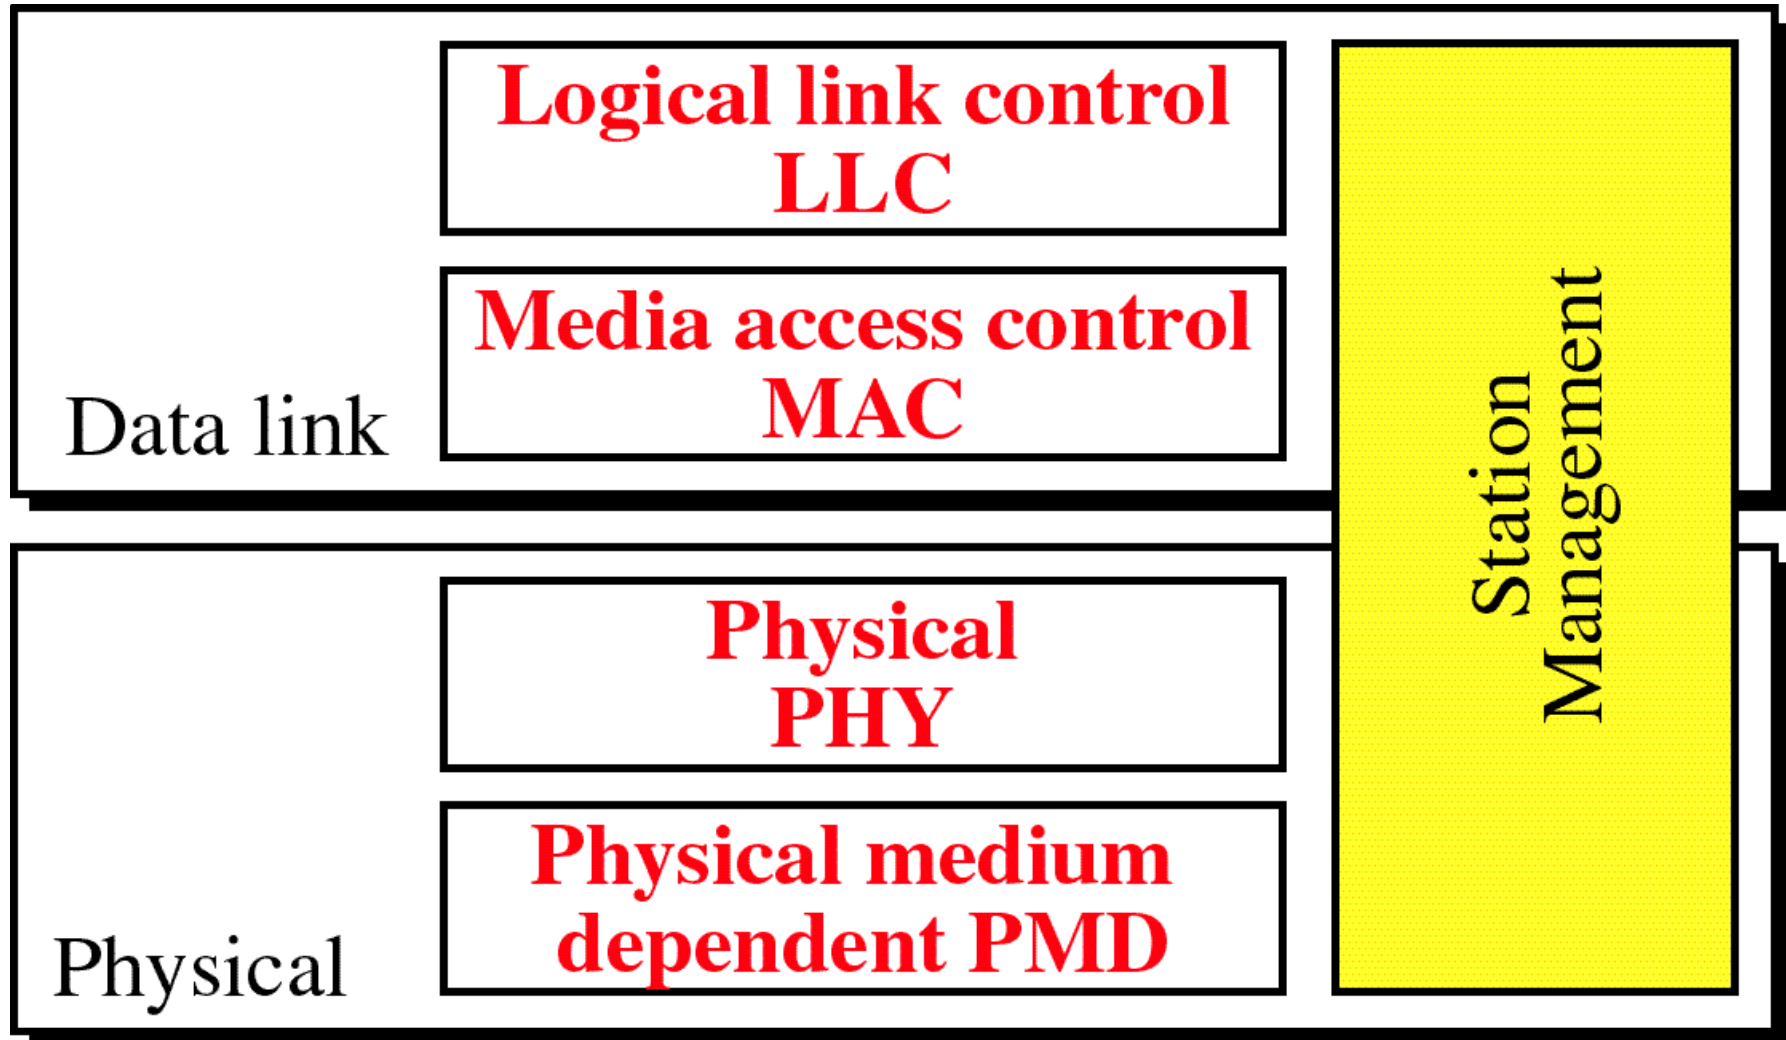 Logical link control
LLC
Media access control
MAC
Data link
Physical
PHY
Physical medium
dependent PMD
Physical
Station
Management